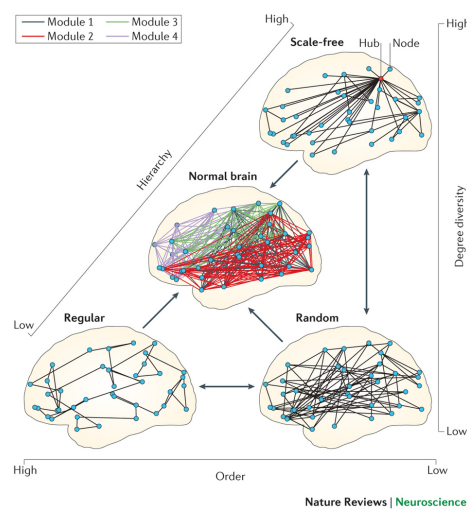 Module 1
Module 3
Module 2
Module 4
High
High
Scale-free
Hub
Node
Hierarchy
Degree diversity
Normal brain
Low
Regular
Random
Low
High
Order
Low
Nature Reviews | Neuroscience